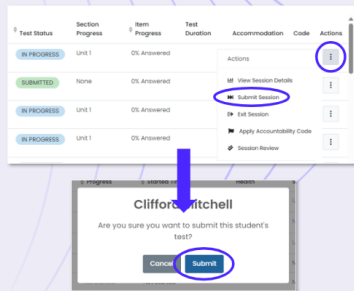 Test Status Section Progress Item Progress Test Duration Accommodation Code Actions
IN PROGRESS Unit 1 0% Answered
Actions
View Session Details
SUBMITTED None 0% Answered
Submit Session
Exit Session
IN PROGRESS Unit 1 0% Answered
Apply Accountability Code
IN PROGRESS Unit 1 0% Answered
Session Review
Progress Started Health
Clifford Mitchell
Are you sure you want to submit this student's
test?
Cancel Submit